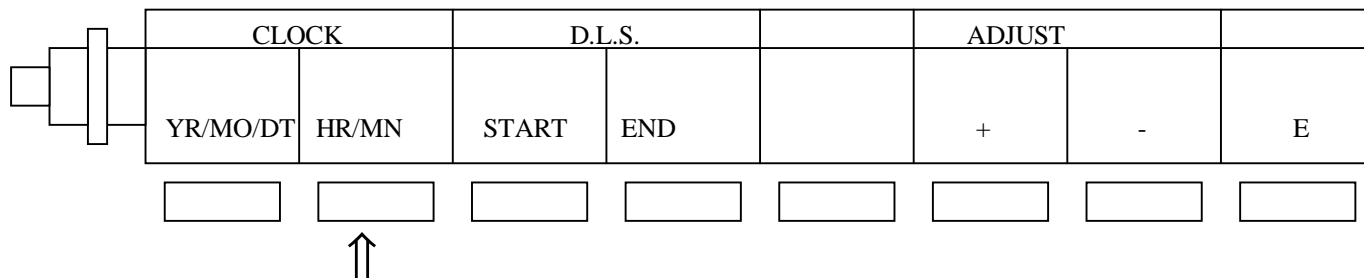 CLOCK D.L.S. ADJUST
YR/MO/DT HR/MN START END + - E